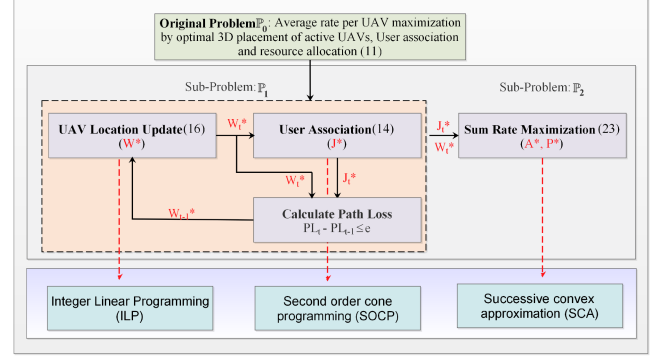 Original Problemℙ0: Average rate per UAV maximization
by optimal 3D placement of active UAVs, User association
and resource allocation (11)
Sub-Problem: ℙ1
Sub-Problem: ℙ2
UAV Location Update(16)
(W*)
Wt*
User Association(14)
(J*)
Jt*
Wt*
Sum Rate Maximization (23)
(A*, P*)
Wt*
Jt*
Wt-1*
Calculate Path Loss
PLt - PLt-1 ≤ e
Integer Linear Programming
(ILP)
Second order cone
programming (SOCP)
Successive convex
approximation (SCA)